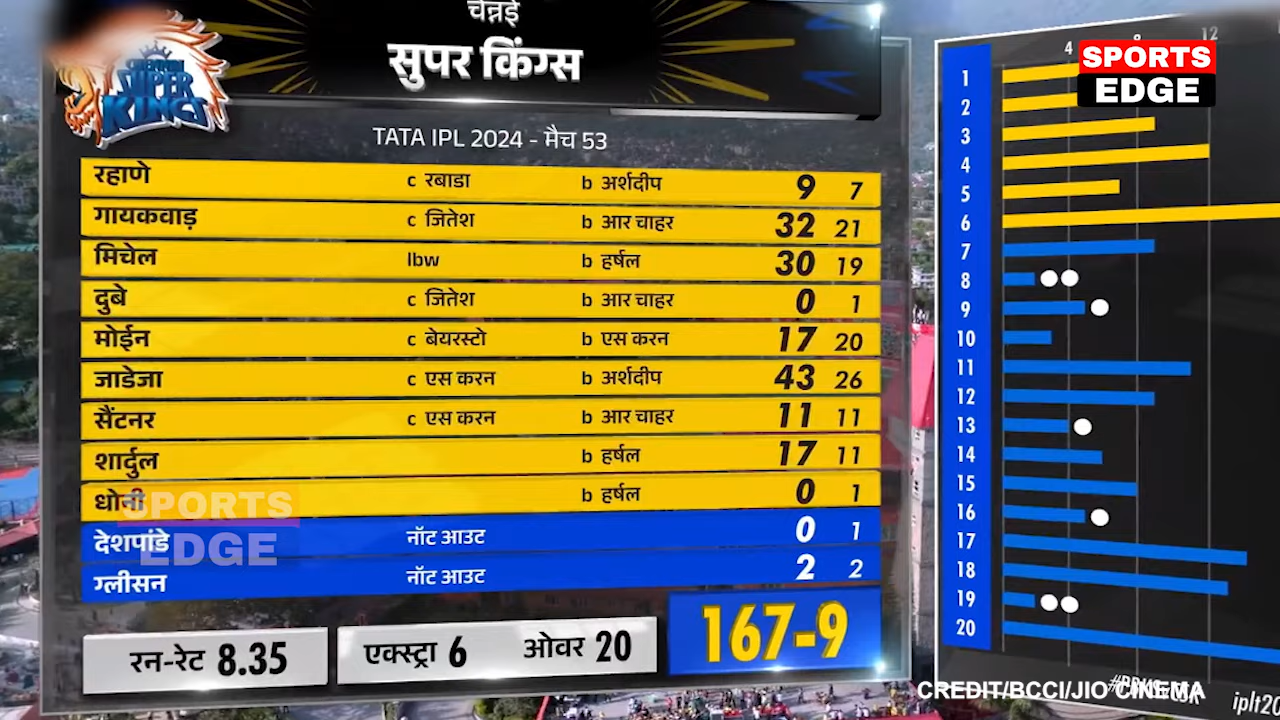 चेन्नई
सुपर किंग्स
CHENNAI
SUPER
KINGS
TATA IPL 2024 - मैच 53
रहाणे c रबाडा b अर्शदीप 9 7
गायकवाड़ c जितेश b आर चाहर 32 21
मिचेल lbw b हर्षल 30 19
दुबे c जितेश b आर चाहर 0 1
मोईन c बेयरस्टो b एस करन 17 20
जाडेजा c एस करन b अर्शदीप 43 26
सैंटनर c एस करन b आर चाहर 11 11
शार्दुल b हर्षल 17 11
धोनी b हर्षल 0 1
देशपांडे नॉट आउट 0 1
ग्लीसन नॉट आउट 2 2
SPORTS
EDGE
रन-रेट 8.35 एक्स्ट्रा 6 ओवर 20 167-9
4 8 12
SPORTS
EDGE
1
2
3
4
5
6
7
8
9
10
11
12
13
14
15
16
17
18
19
20
CREDIT/BCCI/JIO CINEMA
iplt20